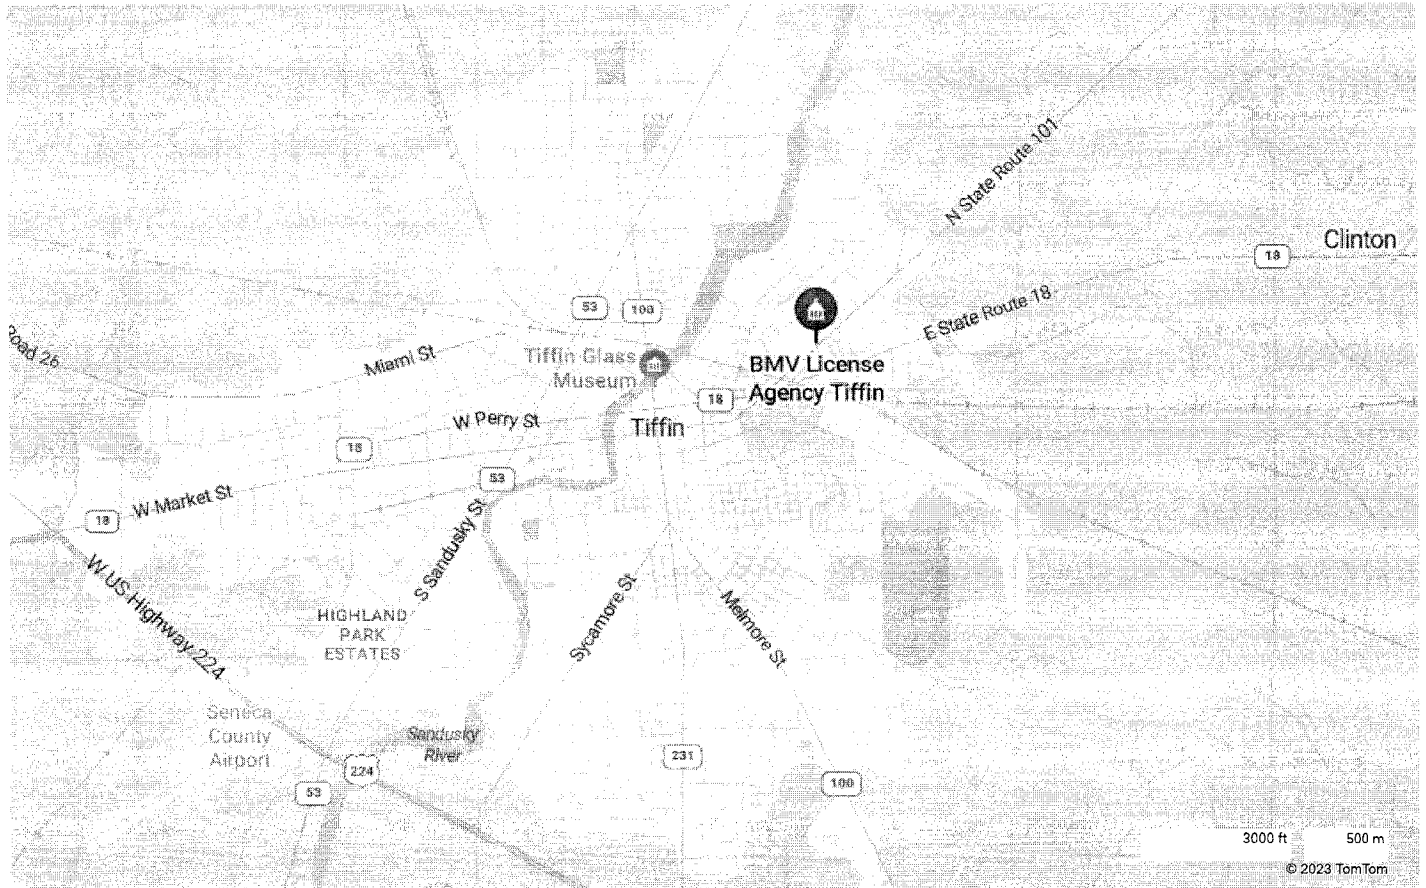 N State Route 101
Clinton
18
E State Route 18
53
100
Road 26
Miami St
Tiffin Glass
Museum
BMV License
Agency Tiffin
18
W Perry St
Tiffin
18
53
W Market St
18
S Sandusky St
W US Highway 224
HIGHLAND
PARK
ESTATES
Sycamore St
Melmore St
Seneca
County
Airport
Sandusky
River
224
231
53
100
3000 ft
500 m
© 2023 TomTom